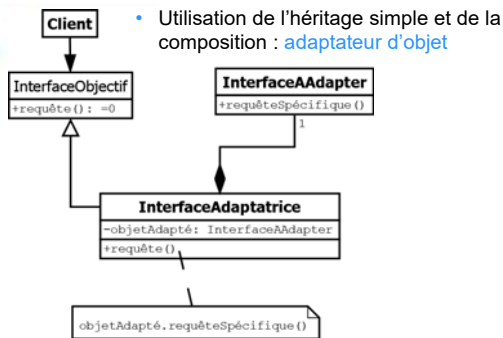 Client
• Utilisation de l'héritage simple et de la
composition : adaptateur d'objet
InterfaceObjectif
+requête(): =0
InterfaceAAdapter
+requêteSpécifique()
1
InterfaceAdaptatrice
-objetAdapté: InterfaceAAdapter
+requête()
objetAdapté.requêteSpécifique()